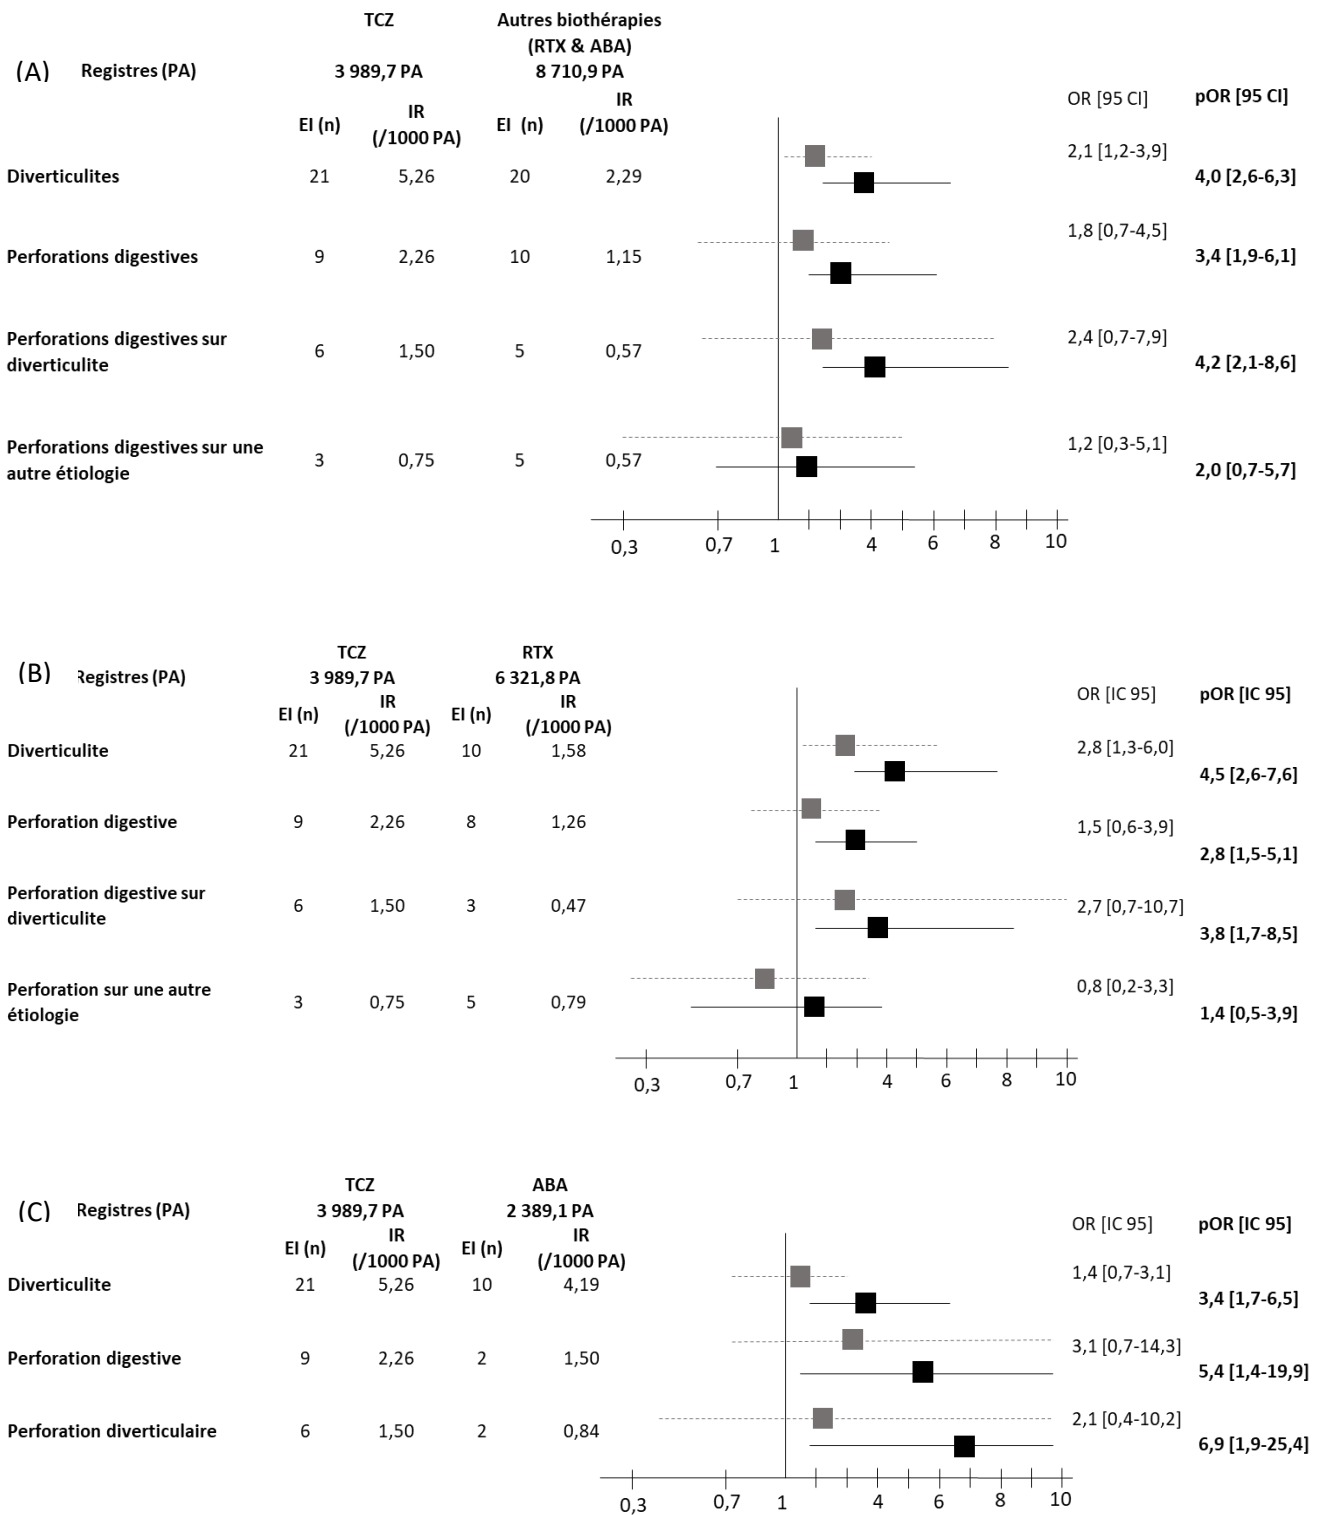 TCZ Autres biothérapies
(RTX & ABA)
(A) Registres (PA) 3 989,7 PA 8 710,9 PA
OR [95 CI] pOR [95 CI]
EI (n) IR (/1000 PA) EI (n) IR (/1000 PA)
2,1 [1,2-3,9]
Diverticulites 21 5,26 20 2,29 4,0 [2,6-6,3]
1,8 [0,7-4,5]
Perforations digestives 9 2,26 10 1,15 3,4 [1,9-6,1]
Perforations digestives sur 2,4 [0,7-7,9]
6 1,50 5 0,57
diverticulite 4,2 [2,1-8,6]
Perforations digestives sur une 1,2 [0,3-5,1]
3 0,75 5 0,57
autre étiologie 2,0 [0,7-5,7]
0,3 0,7 1 4 6 8 10
TCZ RTX
(B) Registres (PA) 3 989,7 PA 6 321,8 PA
OR [IC 95] pOR [IC 95]
EI (n) IR (/1000 PA) EI (n) IR (/1000 PA)
Diverticulite 21 5,26 10 1,58 2,8 [1,3-6,0]
4,5 [2,6-7,6]
Perforation digestive 9 2,26 8 1,26 1,5 [0,6-3,9]
2,8 [1,5-5,1]
Perforation digestive sur
6 1,50 3 0,47 2,7 [0,7-10,7]
diverticulite
3,8 [1,7-8,5]
Perforation sur une autre 0,8 [0,2-3,3]
3 0,75 5 0,79
étiologie 1,4 [0,5-3,9]
0,3 0,7 1 4 6 8 10
TCZ ABA
(C) Registres (PA) 3 989,7 PA 2 389,1 PA
OR [IC 95] pOR [IC 95]
EI (n) IR (/1000 PA) EI (n) IR (/1000 PA)
1,4 [0,7-3,1]
Diverticulite 21 5,26 10 4,19
3,4 [1,7-6,5]
3,1 [0,7-14,3]
Perforation digestive 9 2,26 2 1,50
5,4 [1,4-19,9]
2,1 [0,4-10,2]
Perforation diverticulaire 6 1,50 2 0,84
6,9 [1,9-25,4]
0,3 0,7 1 4 6 8 10